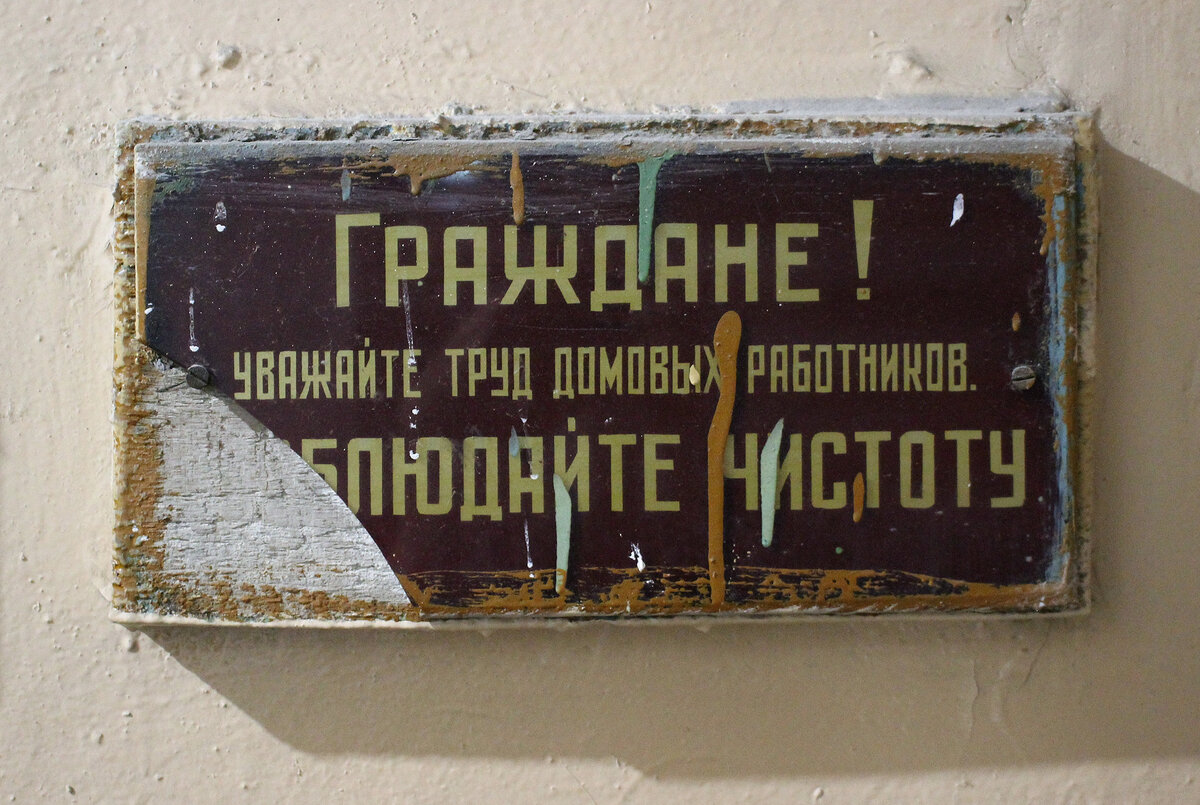 Граждане!
уважайте труд домовых работников.
блюдайте чистоту